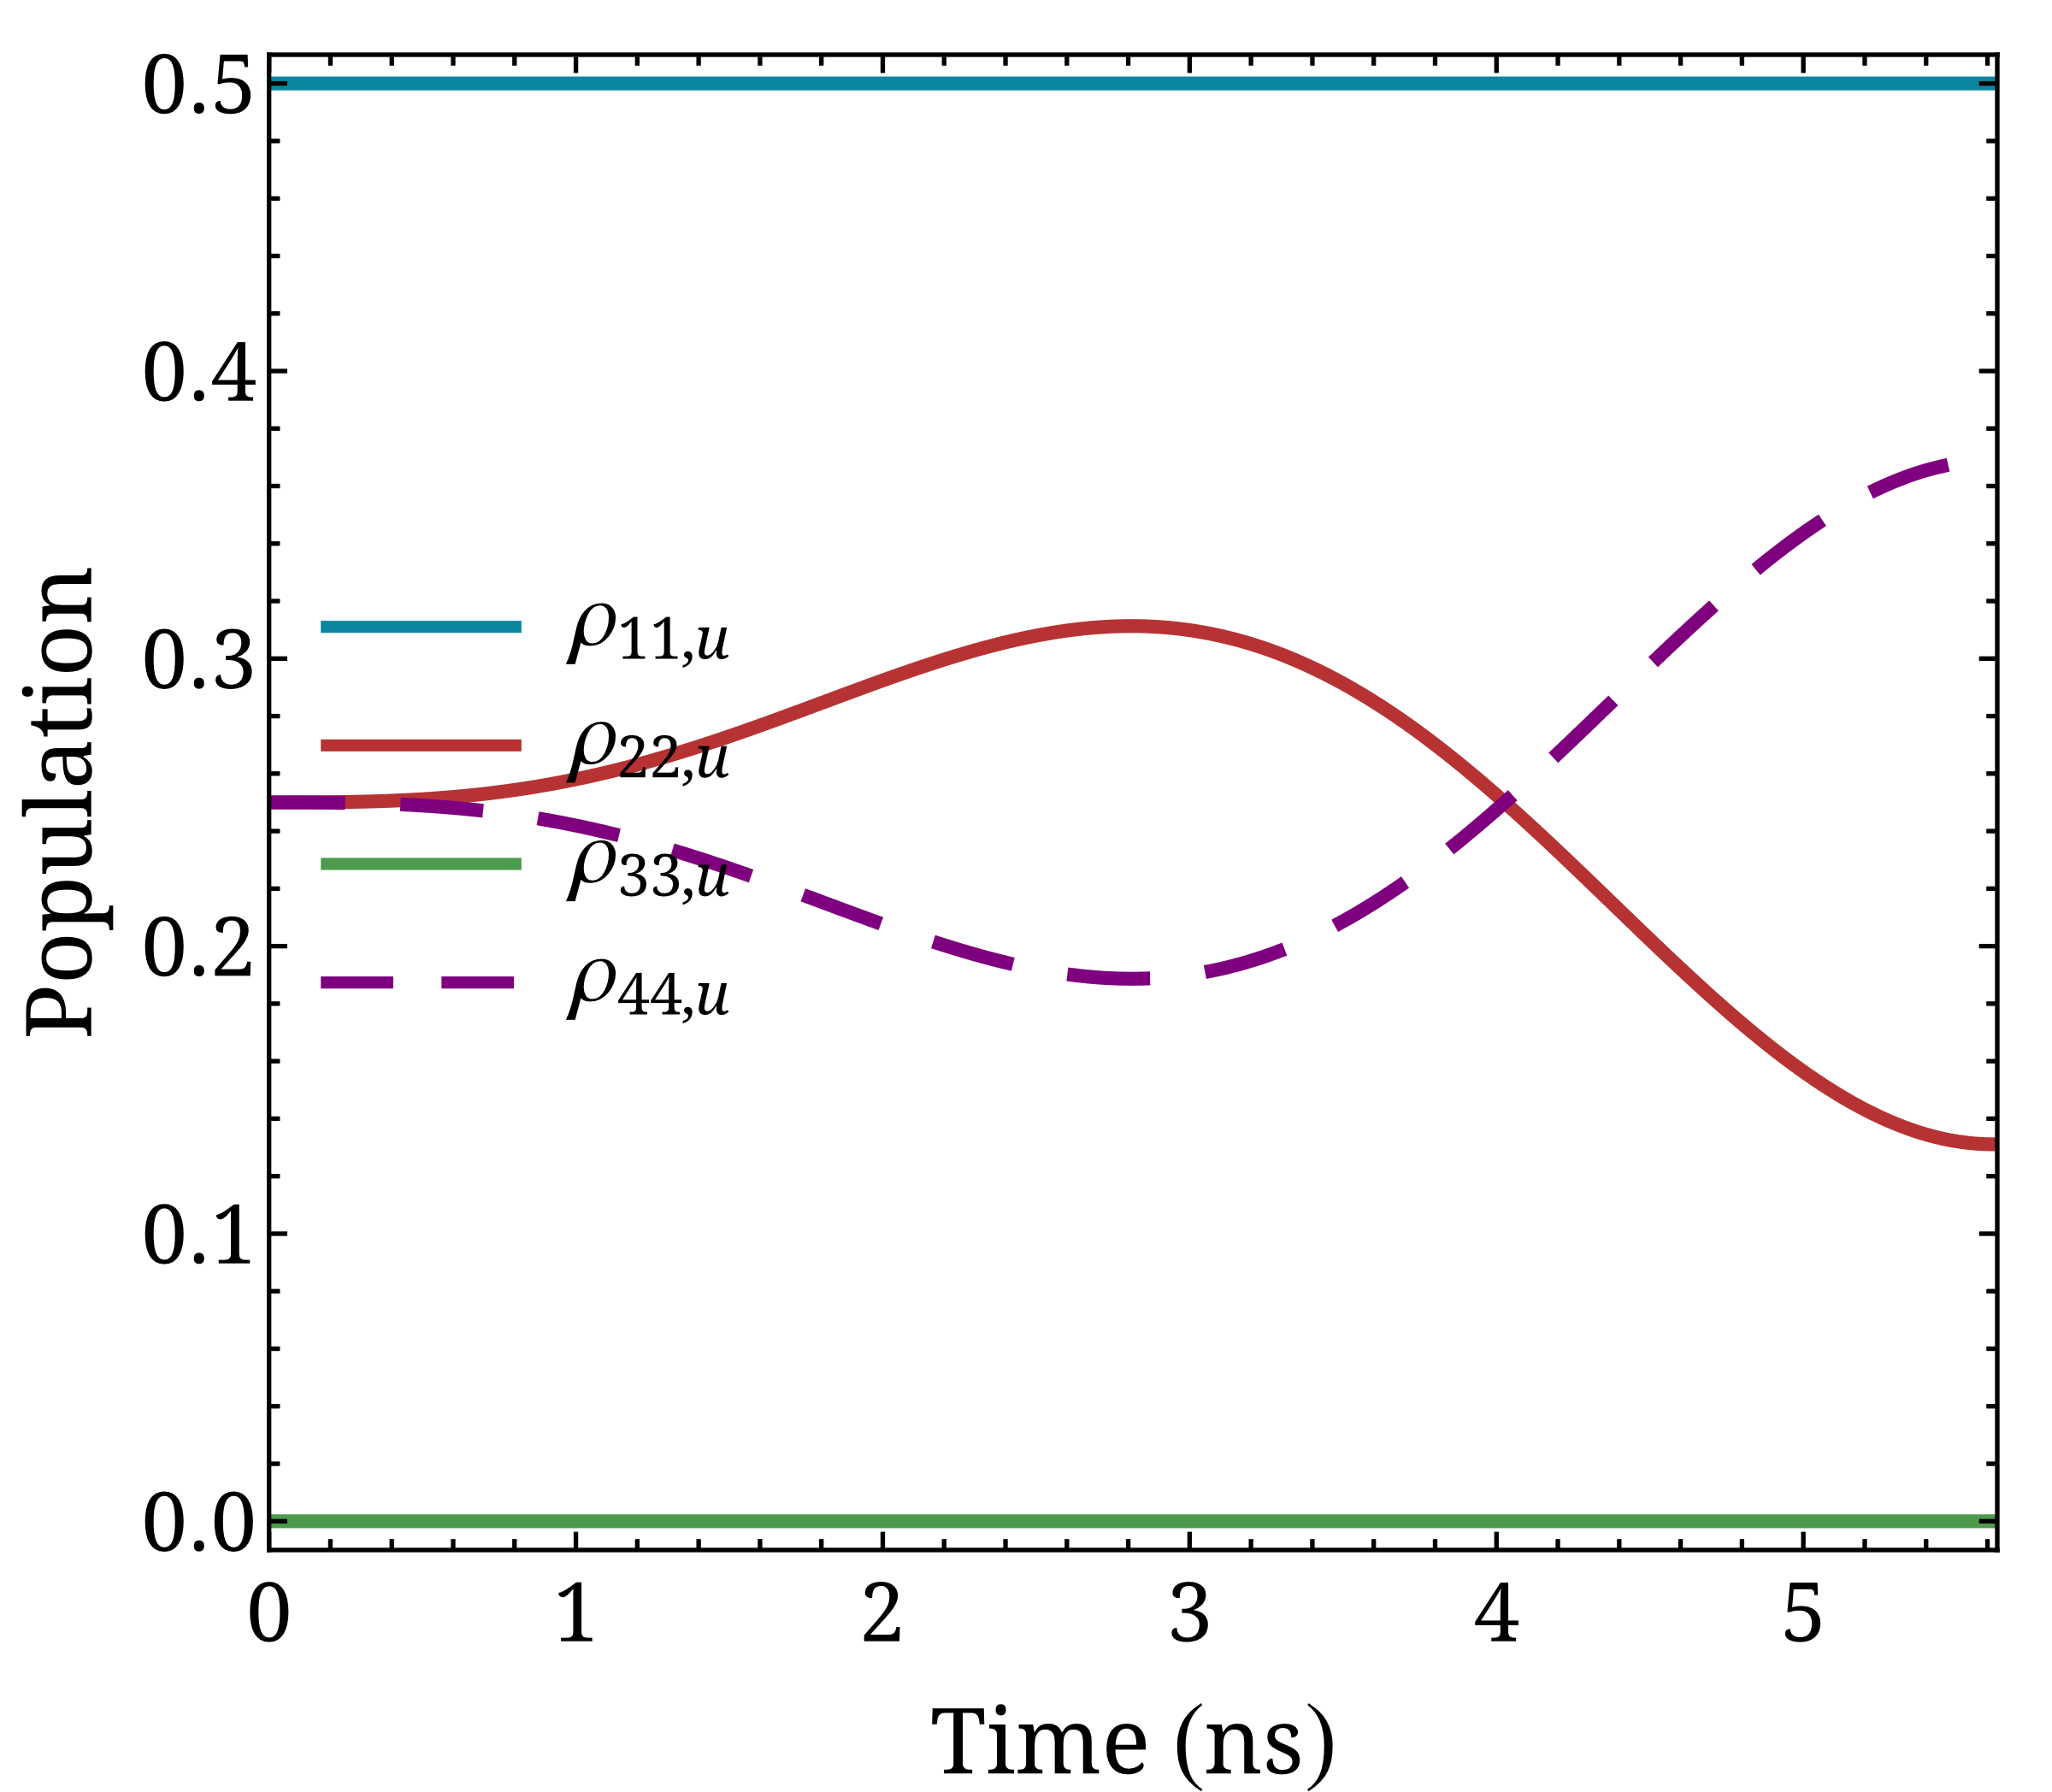 0.5
0.4
0.3
0.2
0.1
0.0
Population
ρ11,u
ρ22,u
ρ33,u
ρ44,u
0 1 2 3 4 5
Time (ns)